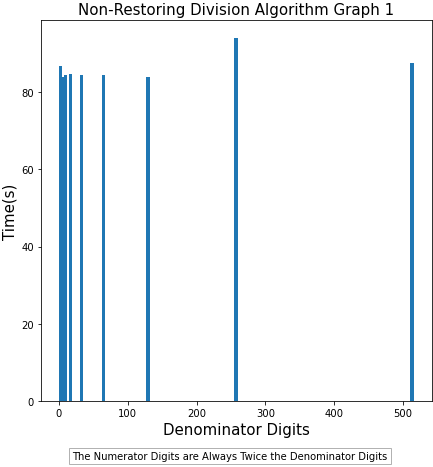 Non-Restoring Division Algorithm Graph 1
80
60
40
20
0
Time(s)
0 100 200 300 400 500
Denominator Digits
The Numerator Digits are Always Twice the Denominator Digits